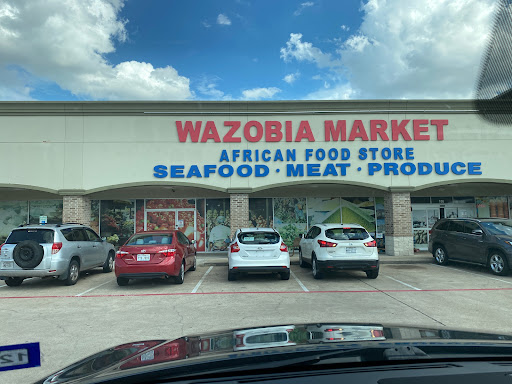 WAZOBIA MARKET
AFRICAN FOOD STORE
SEAFOOD · MEAT · PRODUCE